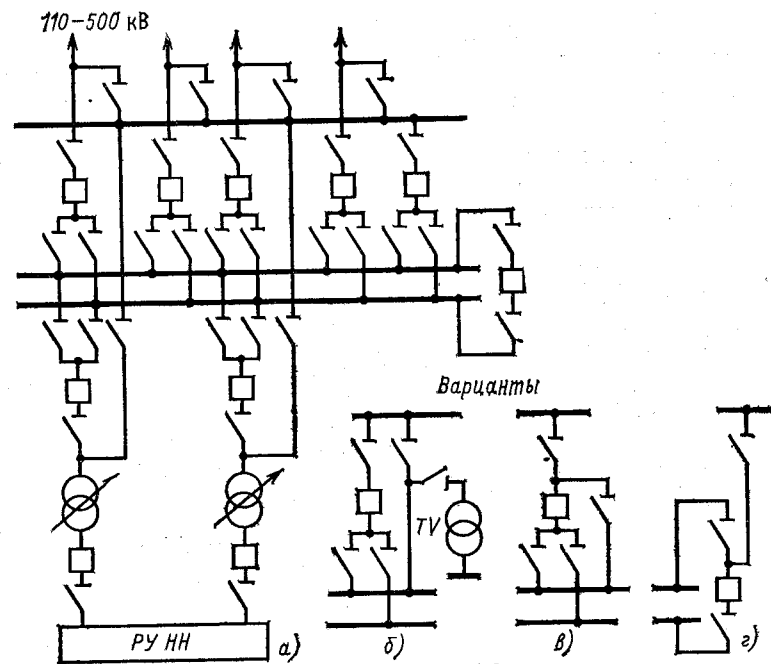 110-500 кВ
Варианты
TV
РУ НН
а)
б)
в)
г)